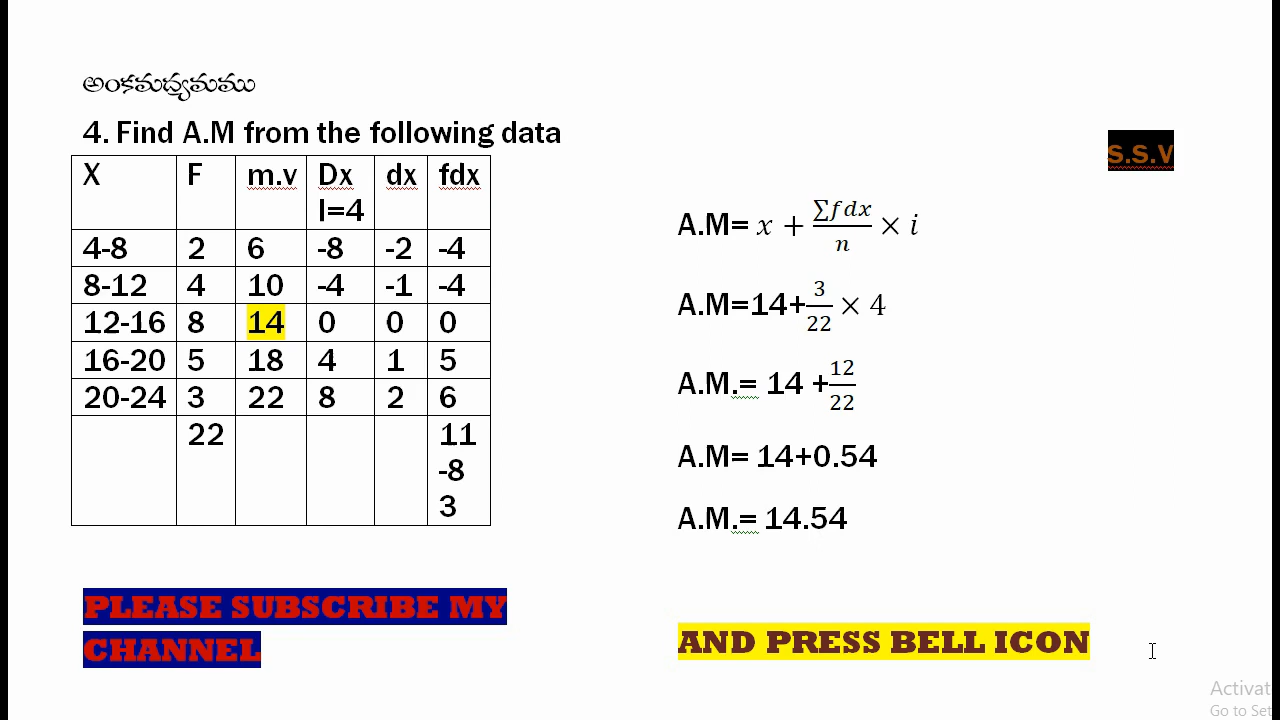 అంకమద్యమము
4. Find A.M from the following data
S.S.V
X F m.v Dx dx fdx
I=4
4-8 2 6 -8 -2 -4
8-12 4 10 -4 -1 -4
12-16 8 14 0 0 0
16-20 5 18 4 1 5
20-24 3 22 8 2 6
22 11
-8
3
A.M= x + ∑fdx/n × i
A.M=14+3/22 × 4
A.M.= 14 +12/22
A.M= 14+0.54
A.M.= 14.54
PLEASE SUBSCRIBE MY
CHANNEL
AND PRESS BELL ICON
Activat
Go to Set